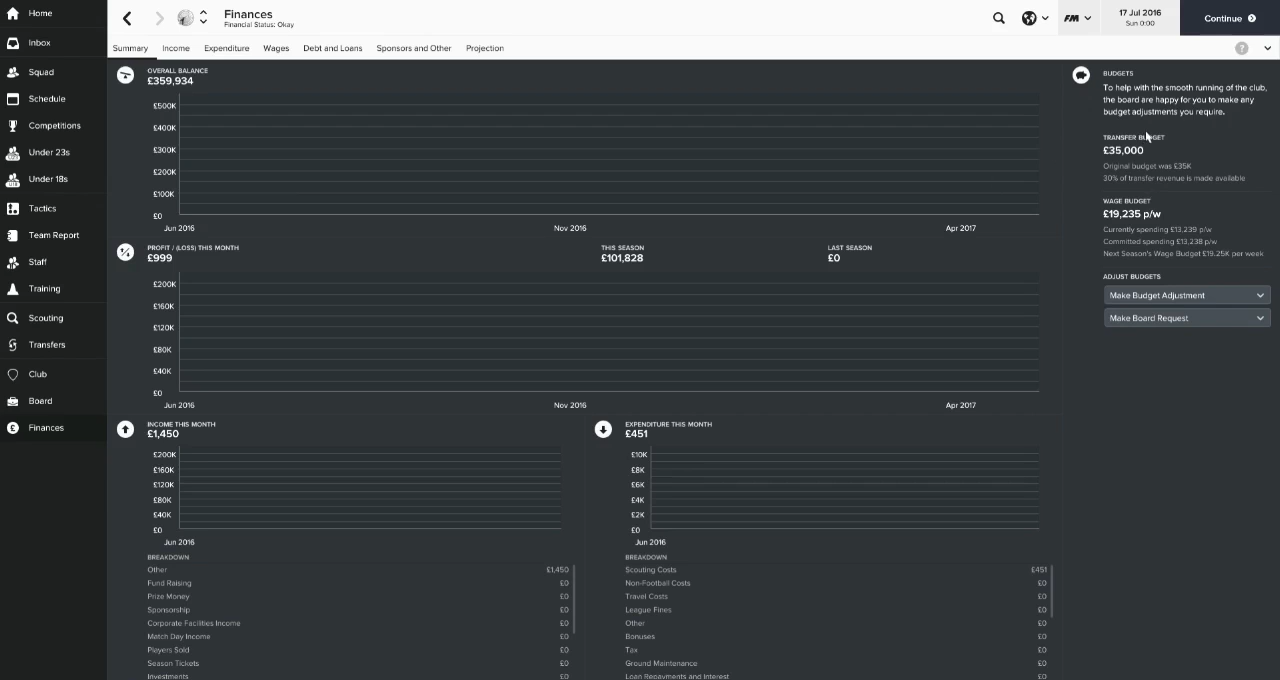 Home
Inbox
Squad
Schedule
Competitions
Under 23s
Under 18s
Tactics
Team Report
Staff
Training
Scouting
Transfers
Club
Board
Finances
Finances
Financial Status: Okay
FM
17 Jul 2016
Sun 0:00
Continue
Summary Income Expenditure Wages Debt and Loans Sponsors and Other Projection
?
OVERALL BALANCE
£359,934
£500K
£400K
£300K
£200K
£100K
£0
Jun 2016 Nov 2016 Apr 2017
PROFIT / (LOSS) THIS MONTH
£999
THIS SEASON
£101,828
LAST SEASON
£0
£200K
£160K
£120K
£80K
£40K
£0
Jun 2016 Nov 2016 Apr 2017
INCOME THIS MONTH
£1,450
£200K
£160K
£120K
£80K
£40K
£0
Jun 2016
BREAKDOWN
Other £1,450
Fund Raising £0
Prize Money £0
Sponsorship £0
Corporate Facilities Income £0
Match Day Income £0
Players Sold £0
Season Tickets £0
Investments £0
EXPENDITURE THIS MONTH
£451
£10K
£8K
£6K
£4K
£2K
£0
Jun 2016
BREAKDOWN
Scouting Costs £451
Non-Football Costs £0
Travel Costs £0
League Fines £0
Other £0
Bonuses £0
Tax £0
Ground Maintenance £0
Loan Repayments and Interest £0
BUDGETS
To help with the smooth running of the club,
the board are happy for you to make any
budget adjustments you require.
TRANSFER BUDGET
£35,000
Original budget was £35K
30% of transfer revenue is made available
WAGE BUDGET
£19,235 p/w
Currently spending £13,239 p/w
Committed spending £13,238 p/w
Next Season's Wage Budget £19.25K per week
ADJUST BUDGETS
Make Budget Adjustment
Make Board Request